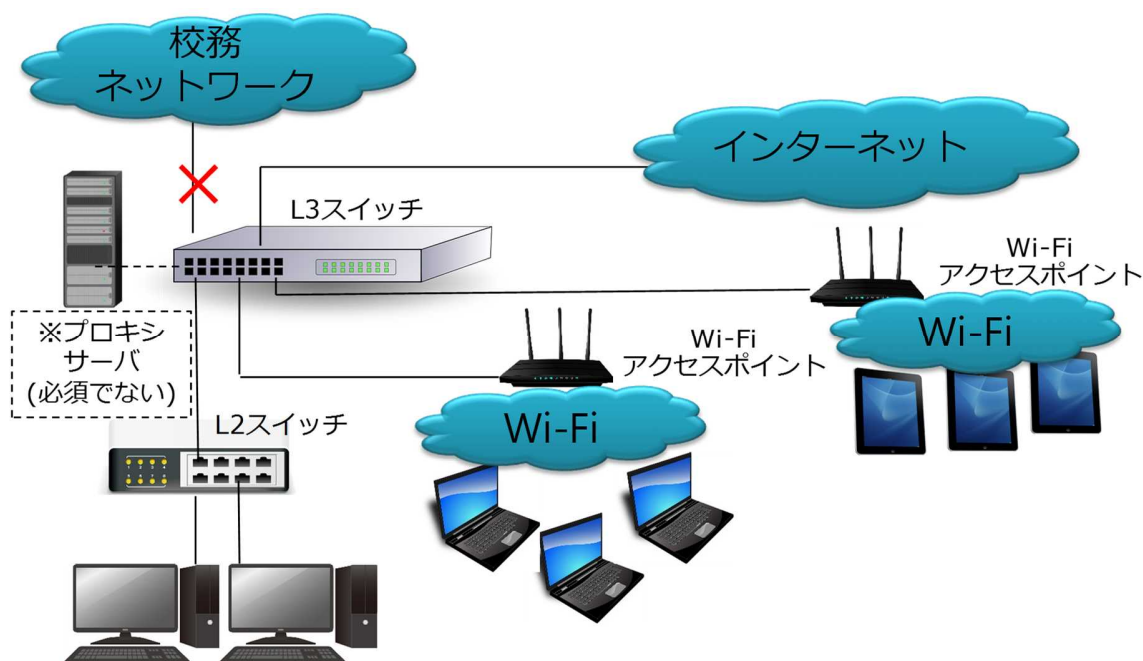 校務
ネットワーク
インターネット
L3スイッチ
Wi-Fi
アクセスポイント
Wi-Fi
※プロキシ
サーバ
(必須でない)
Wi-Fi
アクセスポイント
L2スイッチ
Wi-Fi